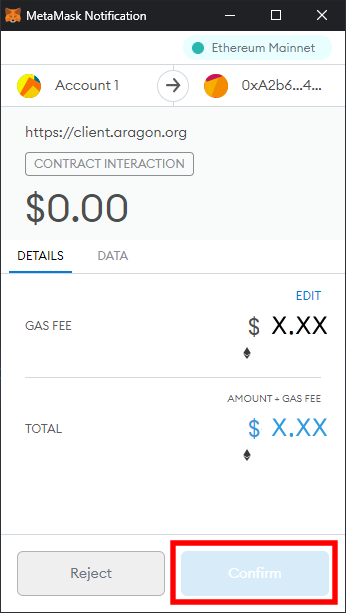 MetaMask Notification
Ethereum Mainnet
Account 1
0xA2b6...4...
https://client.aragon.org
CONTRACT INTERACTION
$0.00
DETAILS DATA
EDIT
GAS FEE $ X.XX
AMOUNT + GAS FEE
TOTAL $ X.XX
Reject Confirm